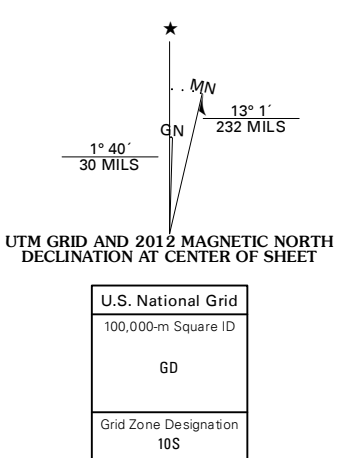 ★
MN
GN
13° 1´
232 MILS
1° 40´
30 MILS
UTM GRID AND 2012 MAGNETIC NORTH
DECLINATION AT CENTER OF SHEET
U.S. National Grid
100,000-m Square ID
GD
Grid Zone Designation
10S